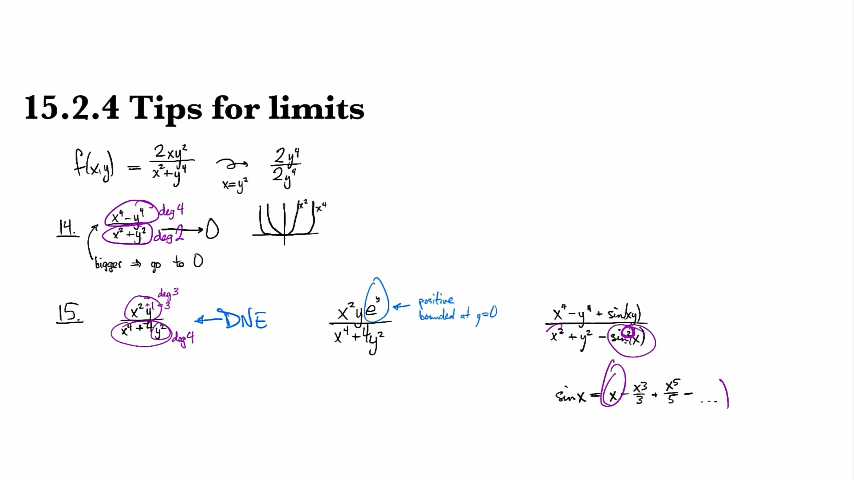 15.2.4 Tips for limits
f(x,y) = 2xy²/(x²+y⁴) x=y² 2y⁴/2y⁴
14. (x⁴-y⁴)/(x²+y²) deg 4 deg 2 → 0 x² x⁴
bigger ⇒ go to 0
15. x²y/(x⁴+4y²) deg 3 deg 4 ← DNE
x²ye^y/(x⁴+4y²) ← positive
bounded at y=0
(x⁴-y⁴+sin(xy))/(x²+y²-sin²(x))
sinx = x - x³/3 + x⁵/5 - ...